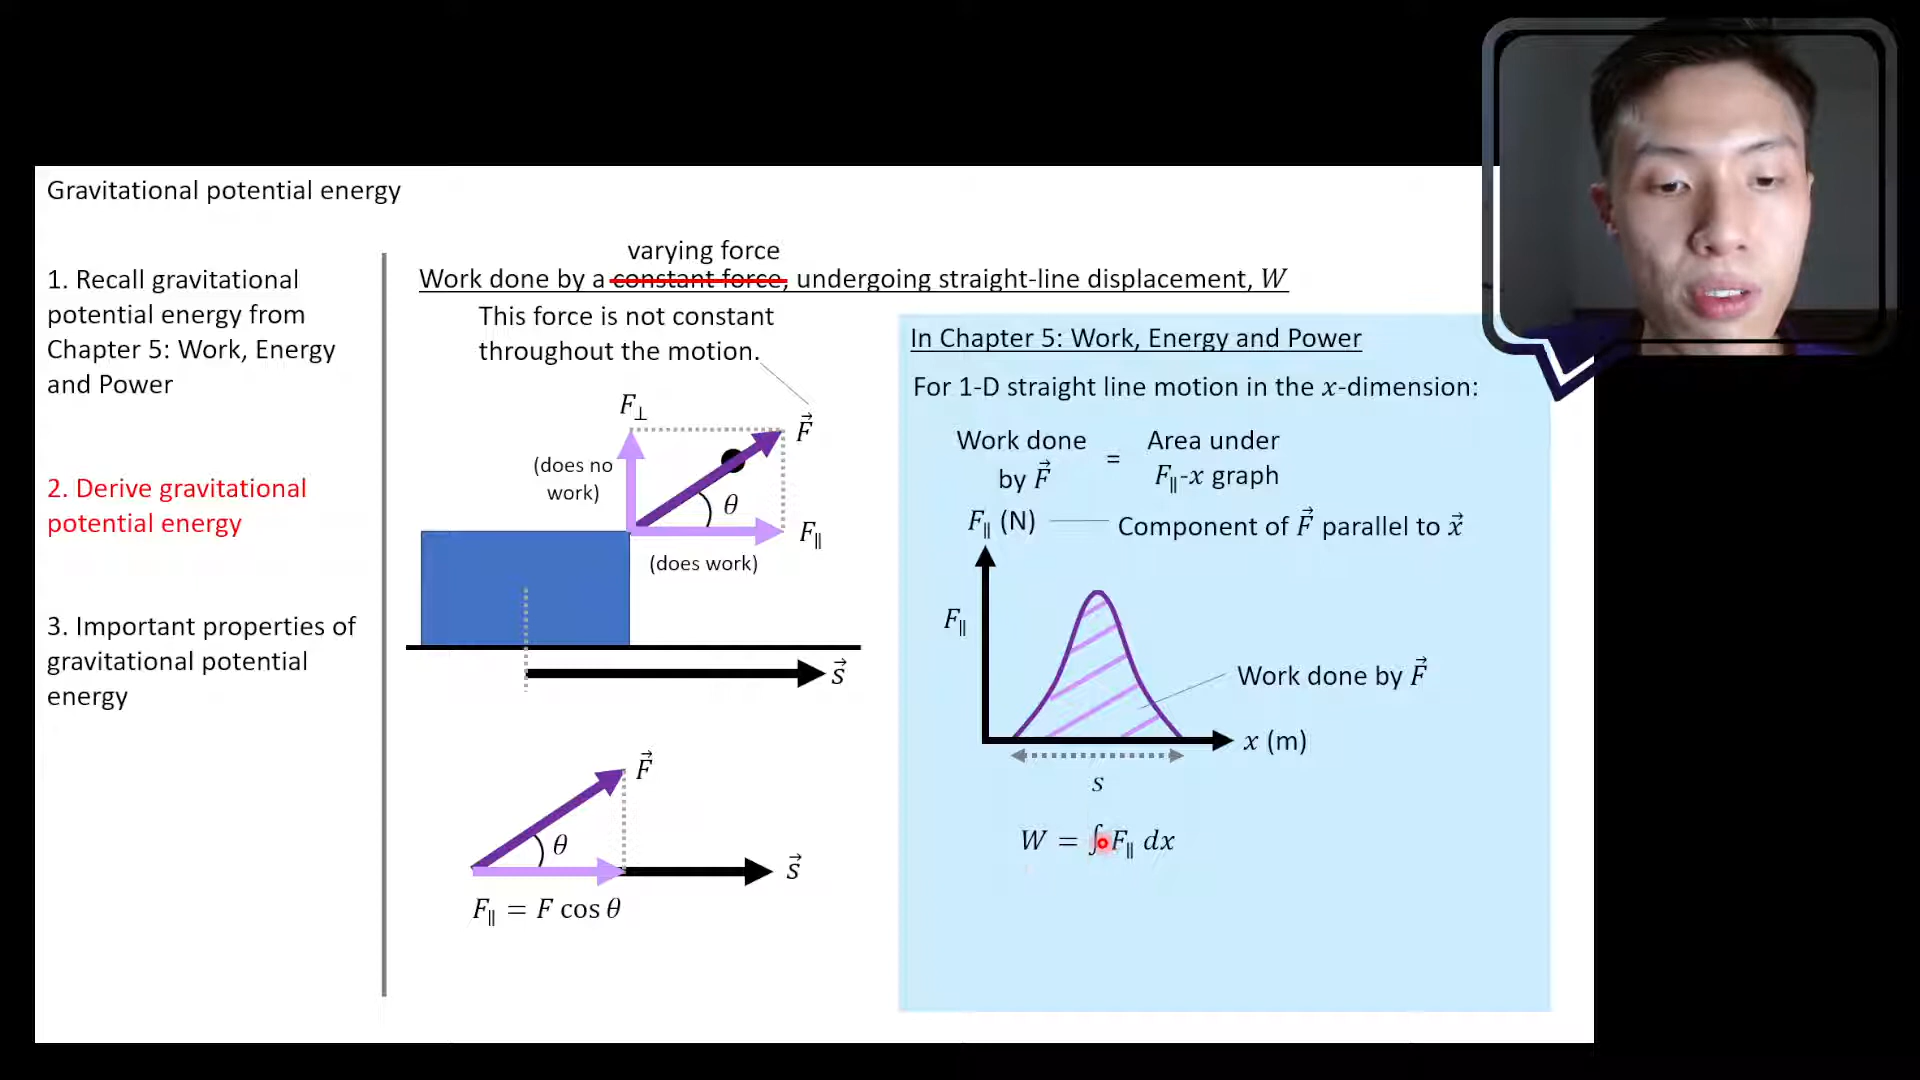 Gravitational potential energy
1. Recall gravitational
potential energy from
Chapter 5: Work, Energy
and Power
2. Derive gravitational
potential energy
3. Important properties of
gravitational potential
energy
varying force
Work done by a constant force, undergoing straight-line displacement, W
This force is not constant
throughout the motion.
F⊥
F⃗
(does no
work)
θ
F∥
(does work)
s⃗
F⃗
θ
s⃗
F∥ = F cos θ
In Chapter 5: Work, Energy and Power
For 1-D straight line motion in the x-dimension:
Work done
by F⃗
=
Area under
F∥-x graph
F∥ (N)
Component of F⃗ parallel to x⃗
F∥
Work done by F⃗
x (m)
s
W = ∫ F∥ dx